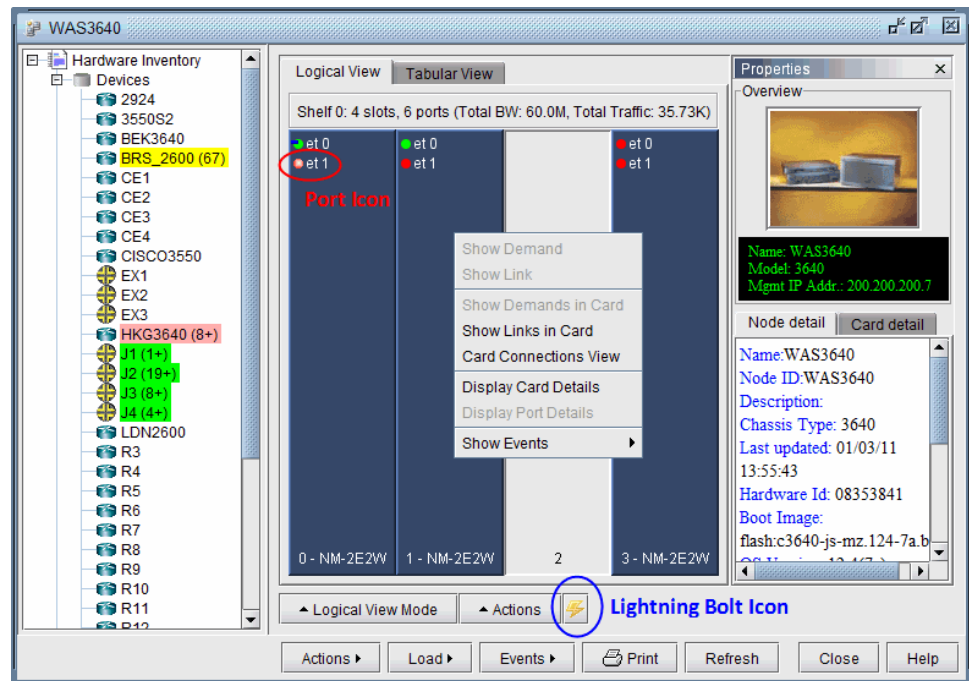 WAS3640
Hardware Inventory
Devices
2924
3550S2
BEK3640
BRS_2600 (67)
CE1
CE2
CE3
CE4
CISCO3550
EX1
EX2
EX3
HKG3640 (8+)
J1 (1+)
J2 (19+)
J3 (8+)
J4 (4+)
LDN2600
R3
R4
R5
R6
R7
R8
R9
R10
R11
R12
Logical View Tabular View
Shelf 0: 4 slots, 6 ports (Total BW: 60.0M, Total Traffic: 35.73K)
et 0 et 0 et 0
et 1 et 1 et 1
Port Icon
Show Demand
Show Link
Show Demands in Card
Show Links in Card
Card Connections View
Display Card Details
Display Port Details
Show Events
0 - NM-2E2W 1 - NM-2E2W 2 3 - NM-2E2W
Logical View Mode Actions Lightning Bolt Icon
Properties
Overview
Name: WAS3640
Model: 3640
Mgmt IP Addr.: 200.200.200.7
Node detail Card detail
Name:WAS3640
Node ID:WAS3640
Description:
Chassis Type: 3640
Last updated: 01/03/11
13:55:43
Hardware Id: 08353841
Boot Image:
flash:c3640-js-mz.124-7a.b
Actions Load Events Print Refresh Close Help